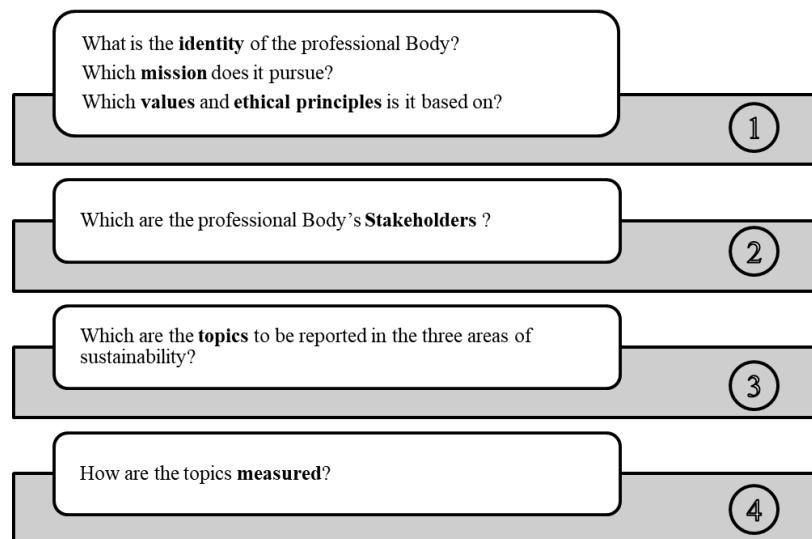 What is the identity of the professional Body?
Which mission does it pursue?
Which values and ethical principles is it based on?
1
Which are the professional Body's Stakeholders ?
2
Which are the topics to be reported in the three areas of
sustainability?
3
How are the topics measured?
4